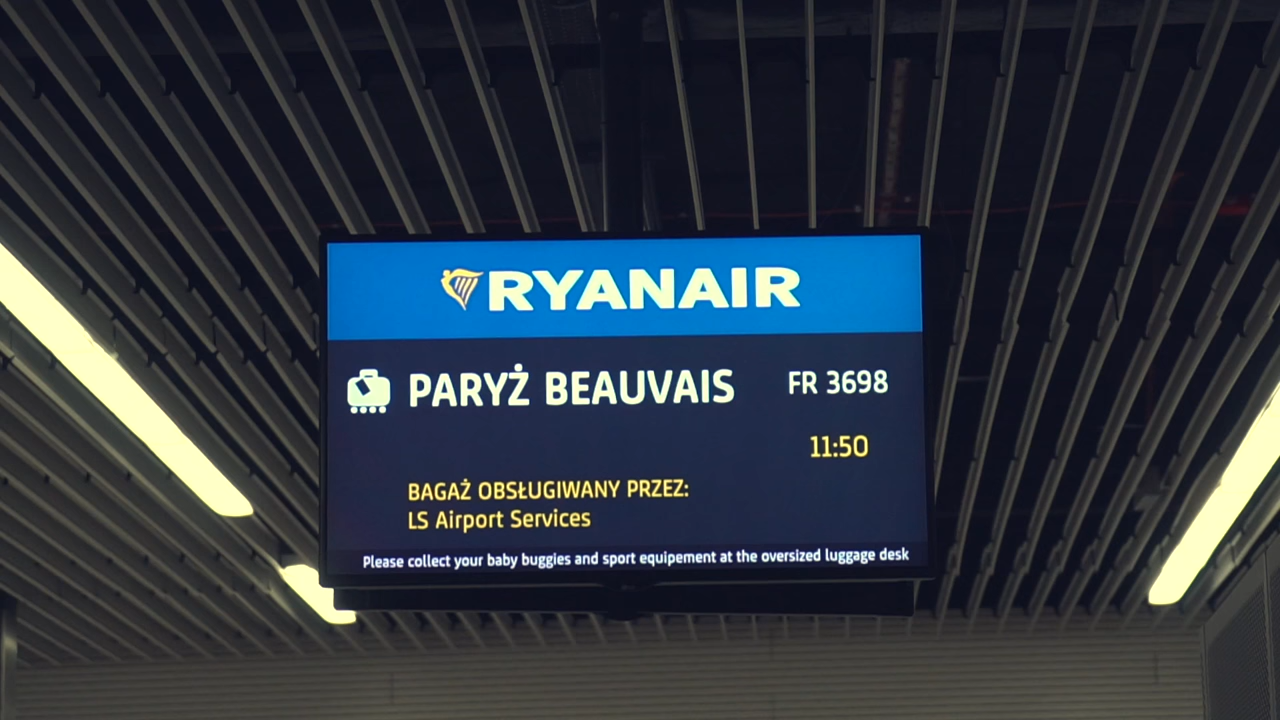 RYANAIR
PARYŻ BEAUVAIS FR 3698
11:50
BAGAŻ OBSŁUGIWANY PRZEZ:
LS Airport Services
Please collect your baby buggies and sport equipement at the oversized luggage desk